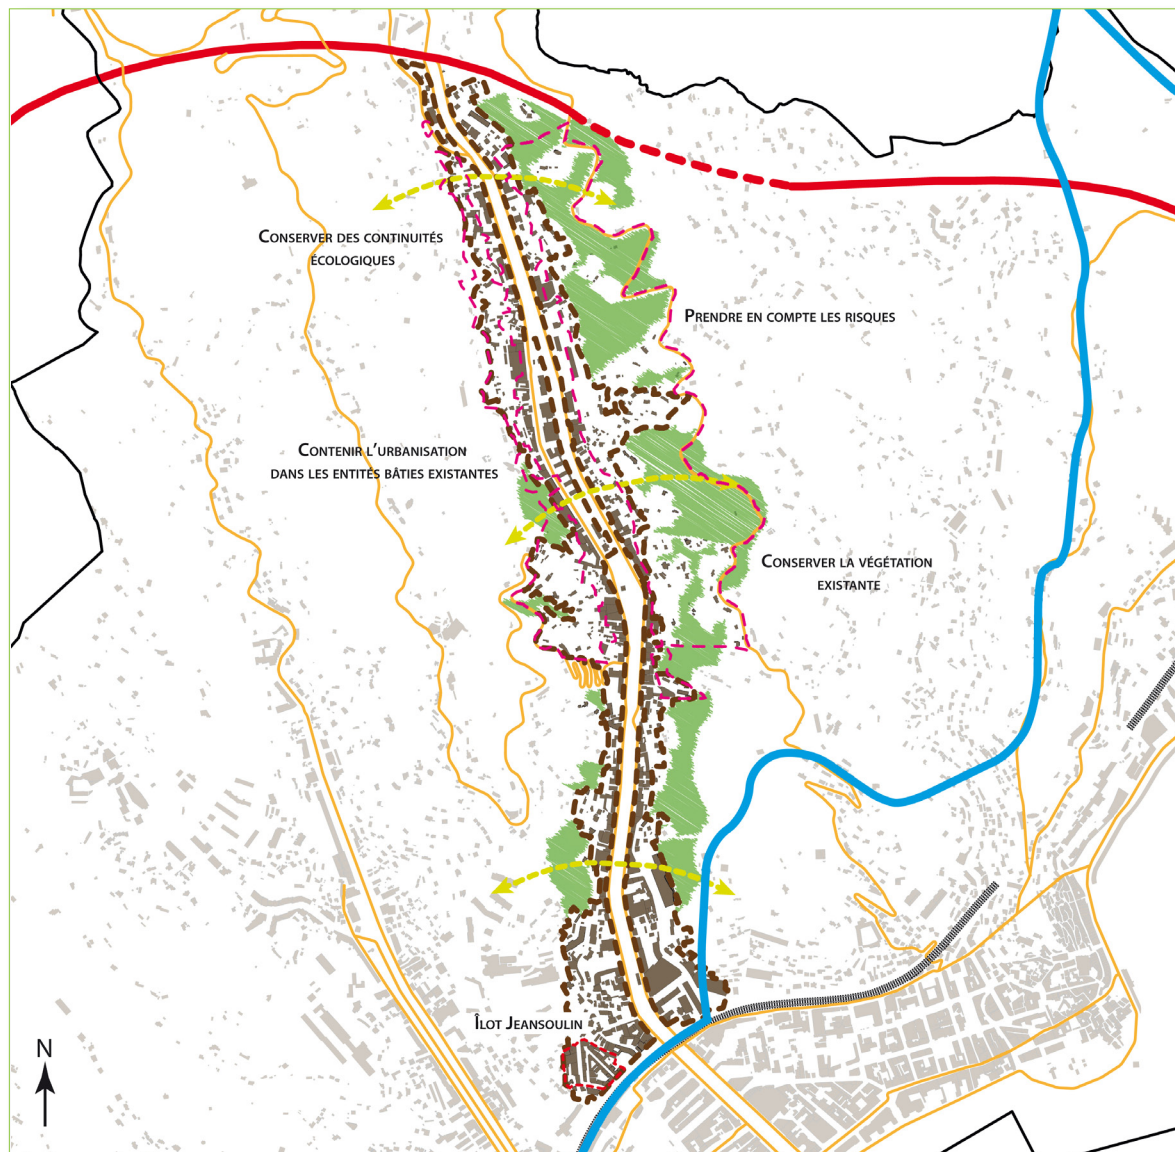 Conserver des continuités
écologiques
Prendre en compte les risques
Contenir l'urbanisation
dans les entités bâties existantes
Conserver la végétation
existante
Îlot Jeansoulin
N